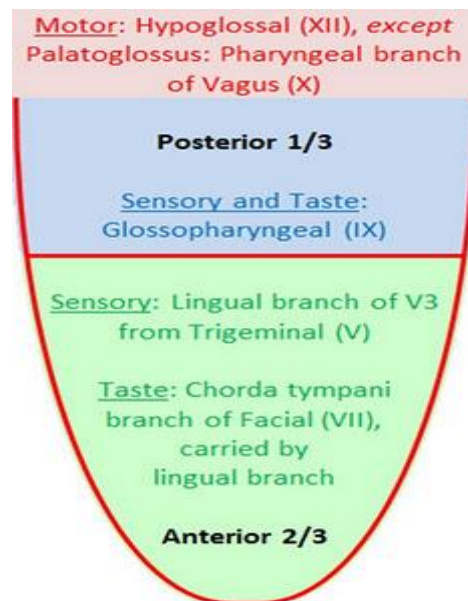 Motor: Hypoglossal (XII), except
Palatoglossus: Pharyngeal branch
of Vagus (X)
Posterior 1/3
Sensory and Taste:
Glossopharyngeal (IX)
Sensory: Lingual branch of V3
from Trigeminal (V)
Taste: Chorda tympani
branch of Facial (VII),
carried by
lingual branch
Anterior 2/3